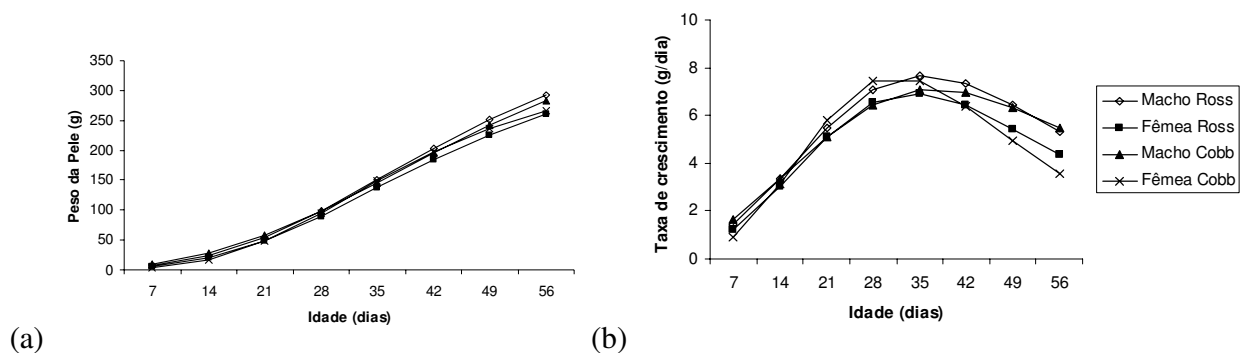 350
300
250
200
150
100
50
0
Peso da Pele (g)
7 14 21 28 35 42 49 56
Idade (dias)
(a)
10
8
6
4
2
0
Taxa de crescimento (g/dia)
7 14 21 28 35 42 49 56
Idade (dias)
(b)
Macho Ross
Fêmea Ross
Macho Cobb
Fêmea Cobb